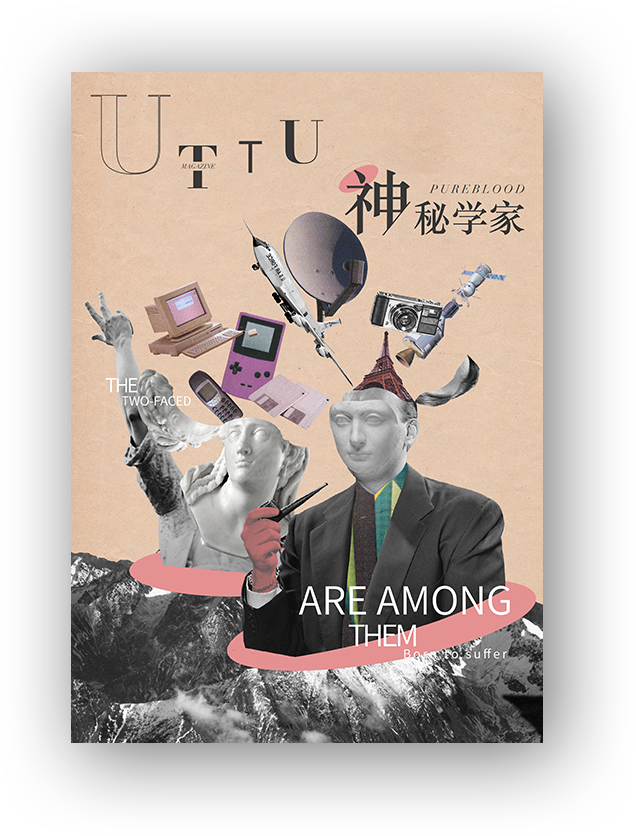 UTTU
MAGAZINE
PUREBLOOD
神秘学家
THE
TWO-FACED
ARE AMONG
THEM
Born to suffer